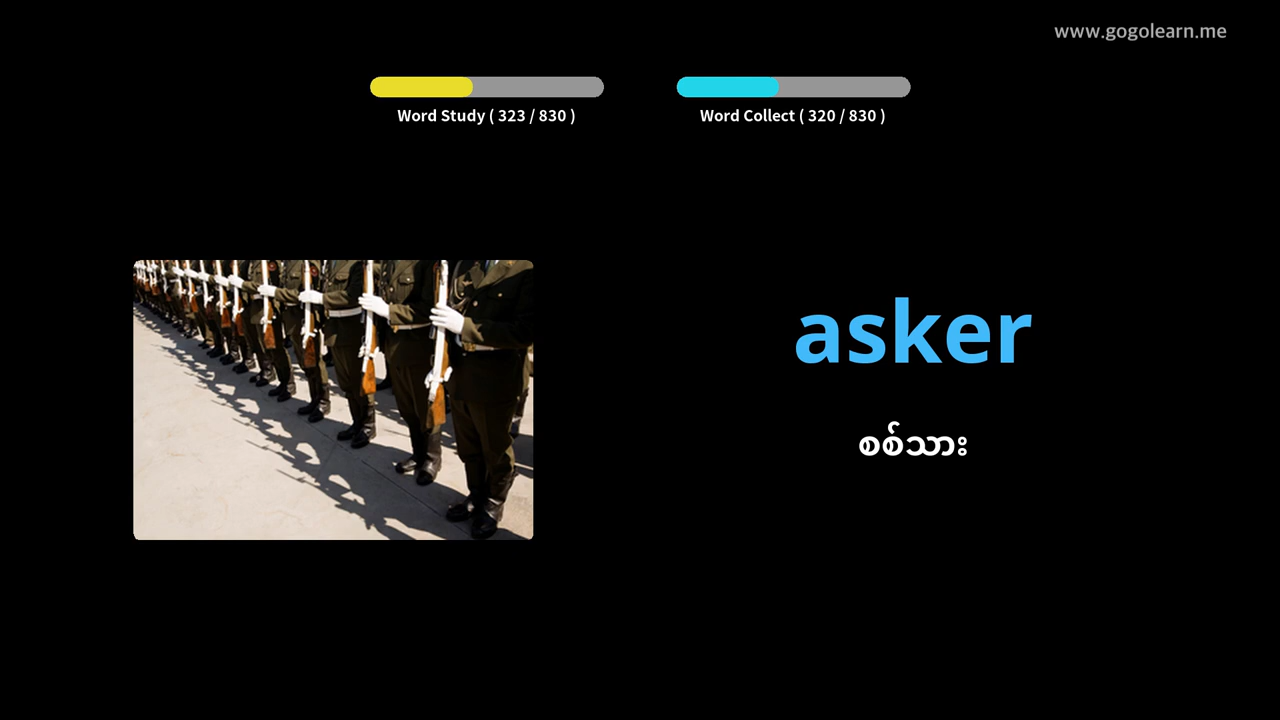 www.gogolearn.me
Word Study ( 323 / 830 )
Word Collect ( 320 / 830 )
asker
စစ်သား